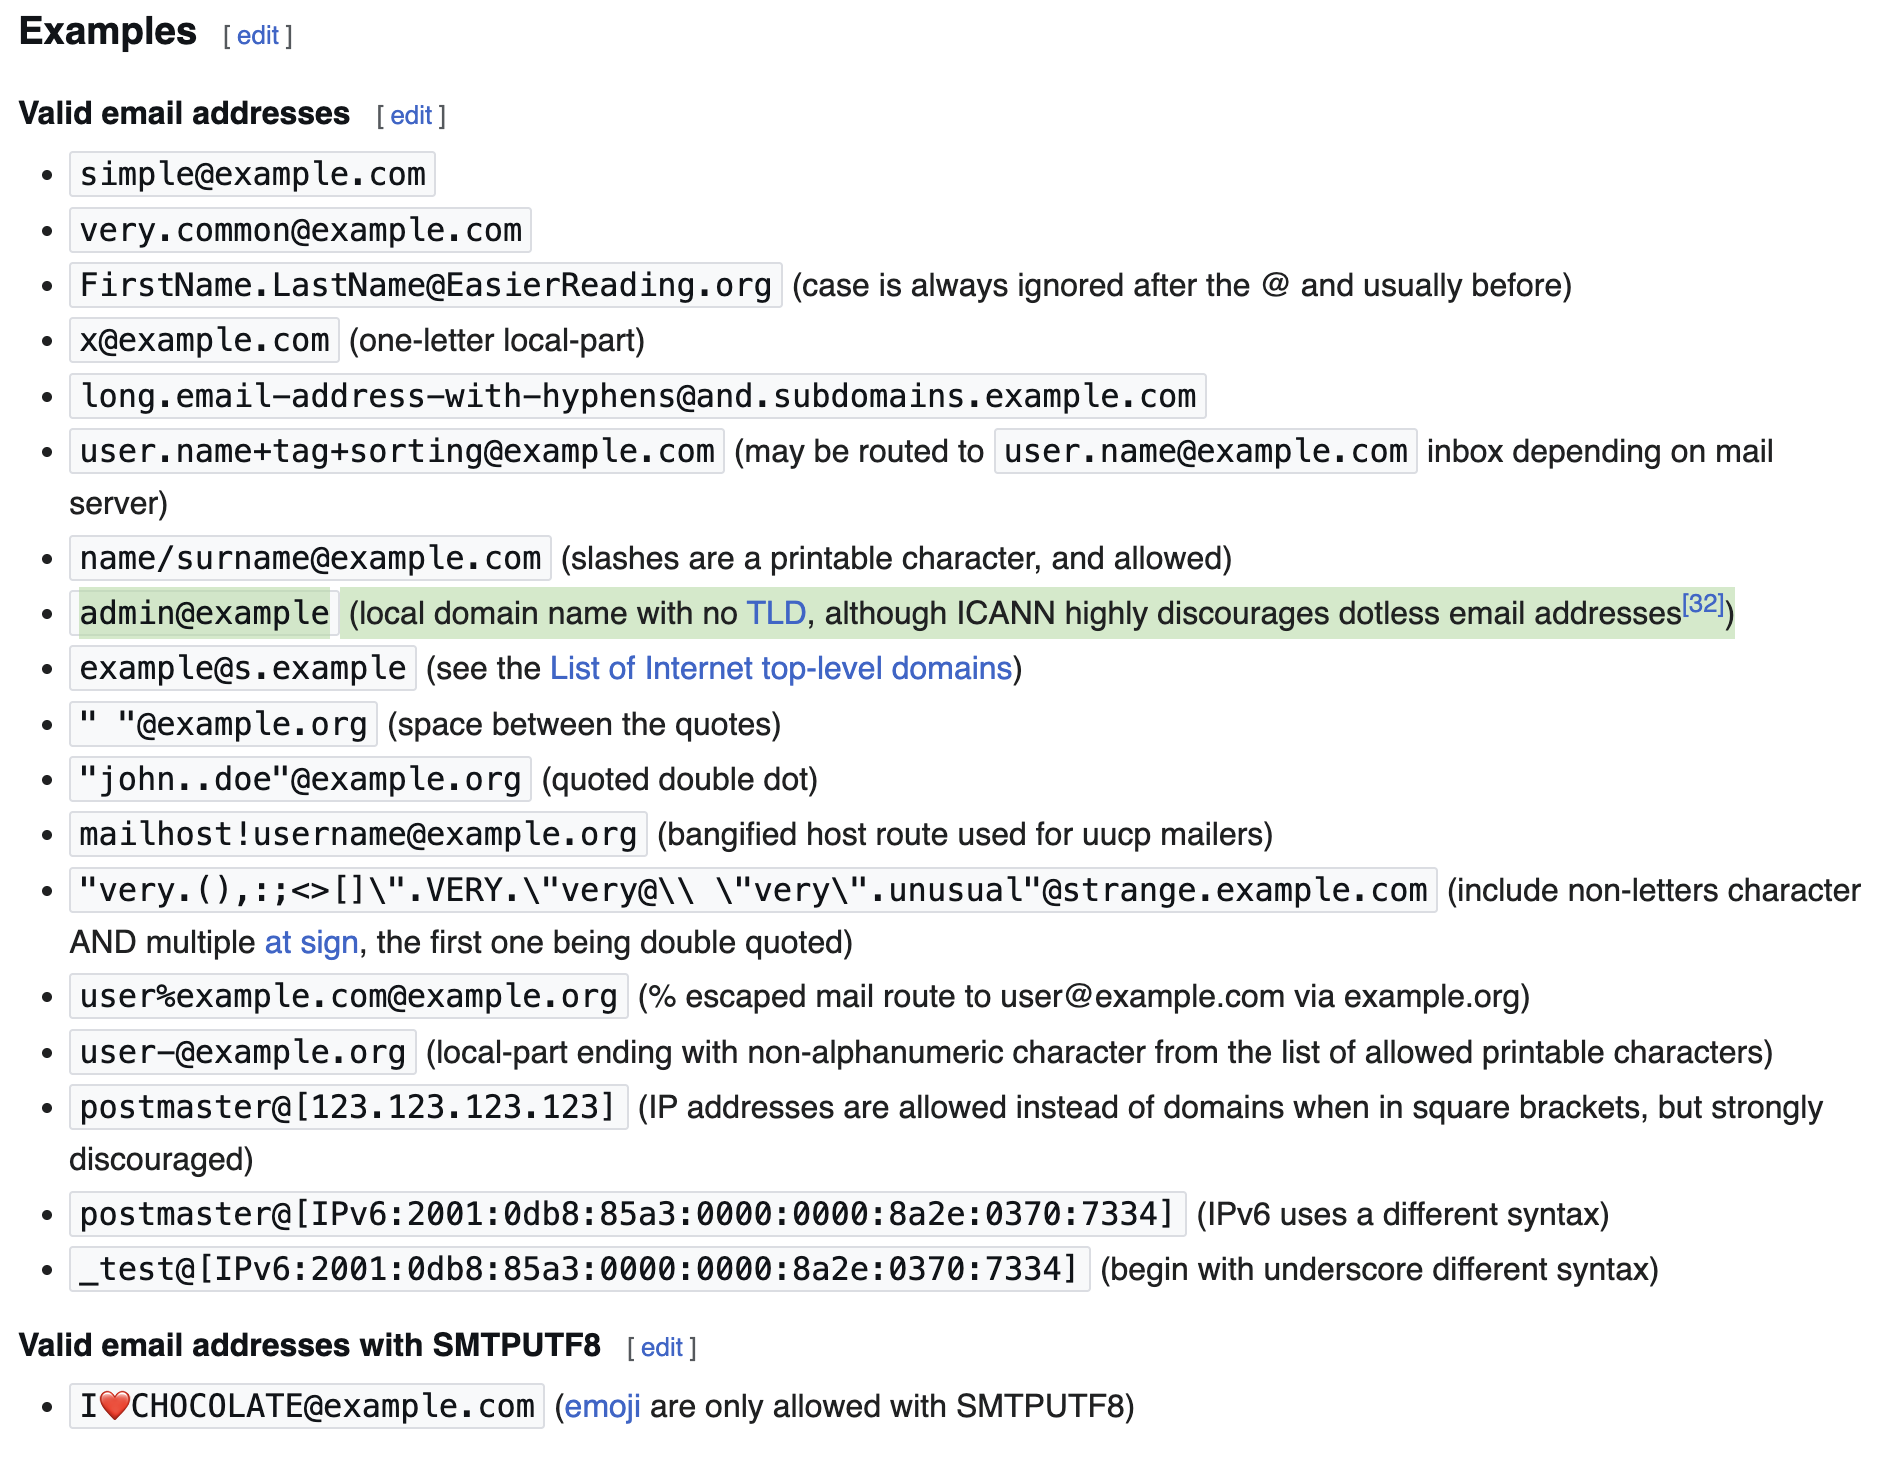 Examples [ edit ]
Valid email addresses [ edit ]
• simple@example.com
• very.common@example.com
• FirstName.LastName@EasierReading.org (case is always ignored after the @ and usually before)
• x@example.com (one-letter local-part)
• long.email-address-with-hyphens@and.subdomains.example.com
• user.name+tag+sorting@example.com (may be routed to user.name@example.com inbox depending on mail
server)
• name/surname@example.com (slashes are a printable character, and allowed)
• admin@example (local domain name with no TLD, although ICANN highly discourages dotless email addresses[32])
• example@s.example (see the List of Internet top-level domains)
• " "@example.org (space between the quotes)
• "john..doe"@example.org (quoted double dot)
• mailhost!username@example.org (bangified host route used for uucp mailers)
• "very.(),:;<>[]\".VERY.\"very@\\ \"very\".unusual"@strange.example.com (include non-letters character
AND multiple at sign, the first one being double quoted)
• user%example.com@example.org (% escaped mail route to user@example.com via example.org)
• user-@example.org (local-part ending with non-alphanumeric character from the list of allowed printable characters)
• postmaster@[123.123.123.123] (IP addresses are allowed instead of domains when in square brackets, but strongly
discouraged)
• postmaster@[IPv6:2001:0db8:85a3:0000:0000:8a2e:0370:7334] (IPv6 uses a different syntax)
• _test@[IPv6:2001:0db8:85a3:0000:0000:8a2e:0370:7334] (begin with underscore different syntax)
Valid email addresses with SMTPUTF8 [ edit ]
• I❤️CHOCOLATE@example.com (emoji are only allowed with SMTPUTF8)